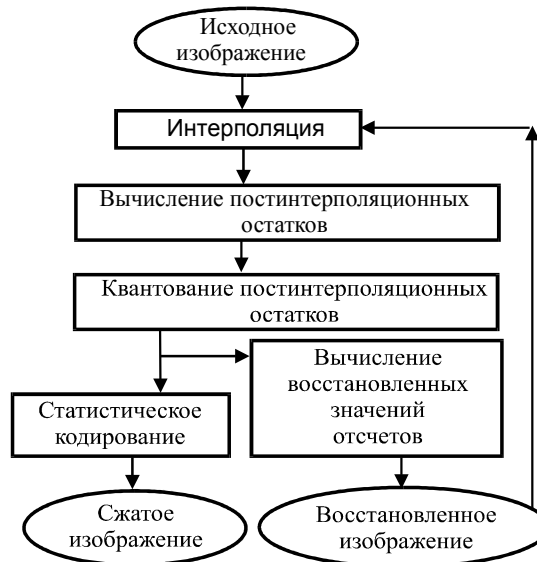 Исходное
изображение
Интерполяция
Вычисление постинтерполяционных
остатков
Квантование постинтерполяционных
остатков
Статистическое
кодирование
Вычисление
восстановленных
значений
отсчетов
Сжатое
изображение
Восстановленное
изображение